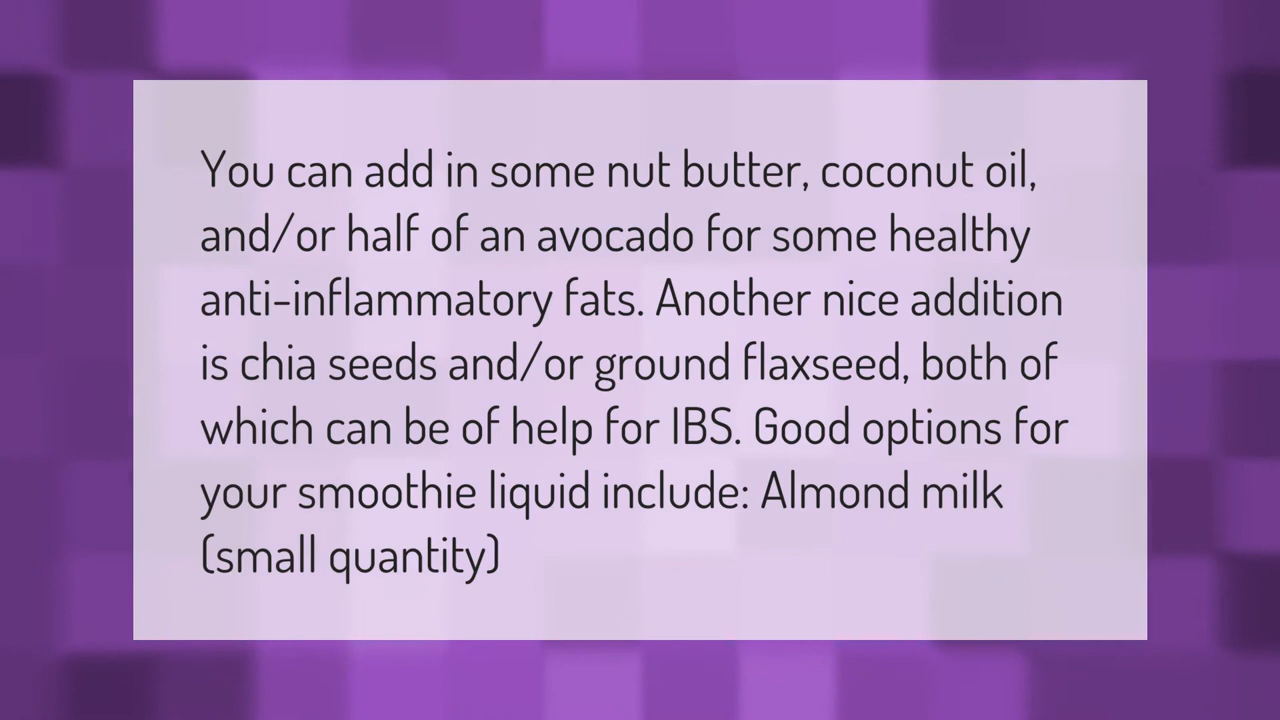 You can add in some nut butter, coconut oil,
and/or half of an avocado for some healthy
anti-inflammatory fats. Another nice addition
is chia seeds and/or ground flaxseed, both of
which can be of help for IBS. Good options for
your smoothie liquid include: Almond milk
(small quantity)